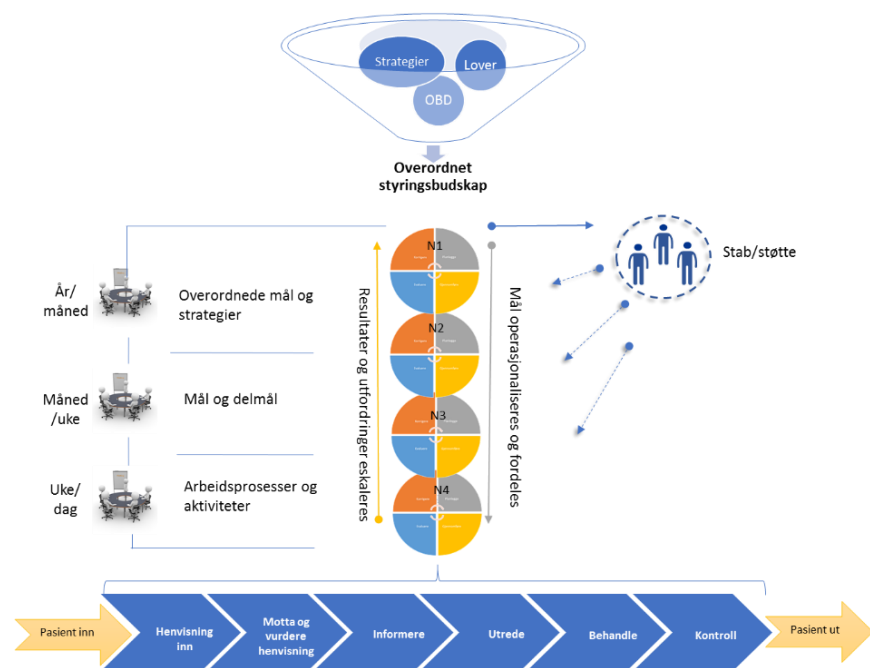 Strategier
Lover
OBD
Overordnet
styringsbudskap
År/
måned
Overordnede mål og
strategier
Måned
/uke
Mål og delmål
Uke/
dag
Arbeidsprosesser og
aktiviteter
Resultater og utfordringer eskaleres
N1
N2
N3
N4
Mål operasjonaliseres og fordeles
Stab/støtte
Pasient inn
Henvisning
inn
Motta og
vurdere
henvisning
Informere
Utrede
Behandle
Kontroll
Pasient ut